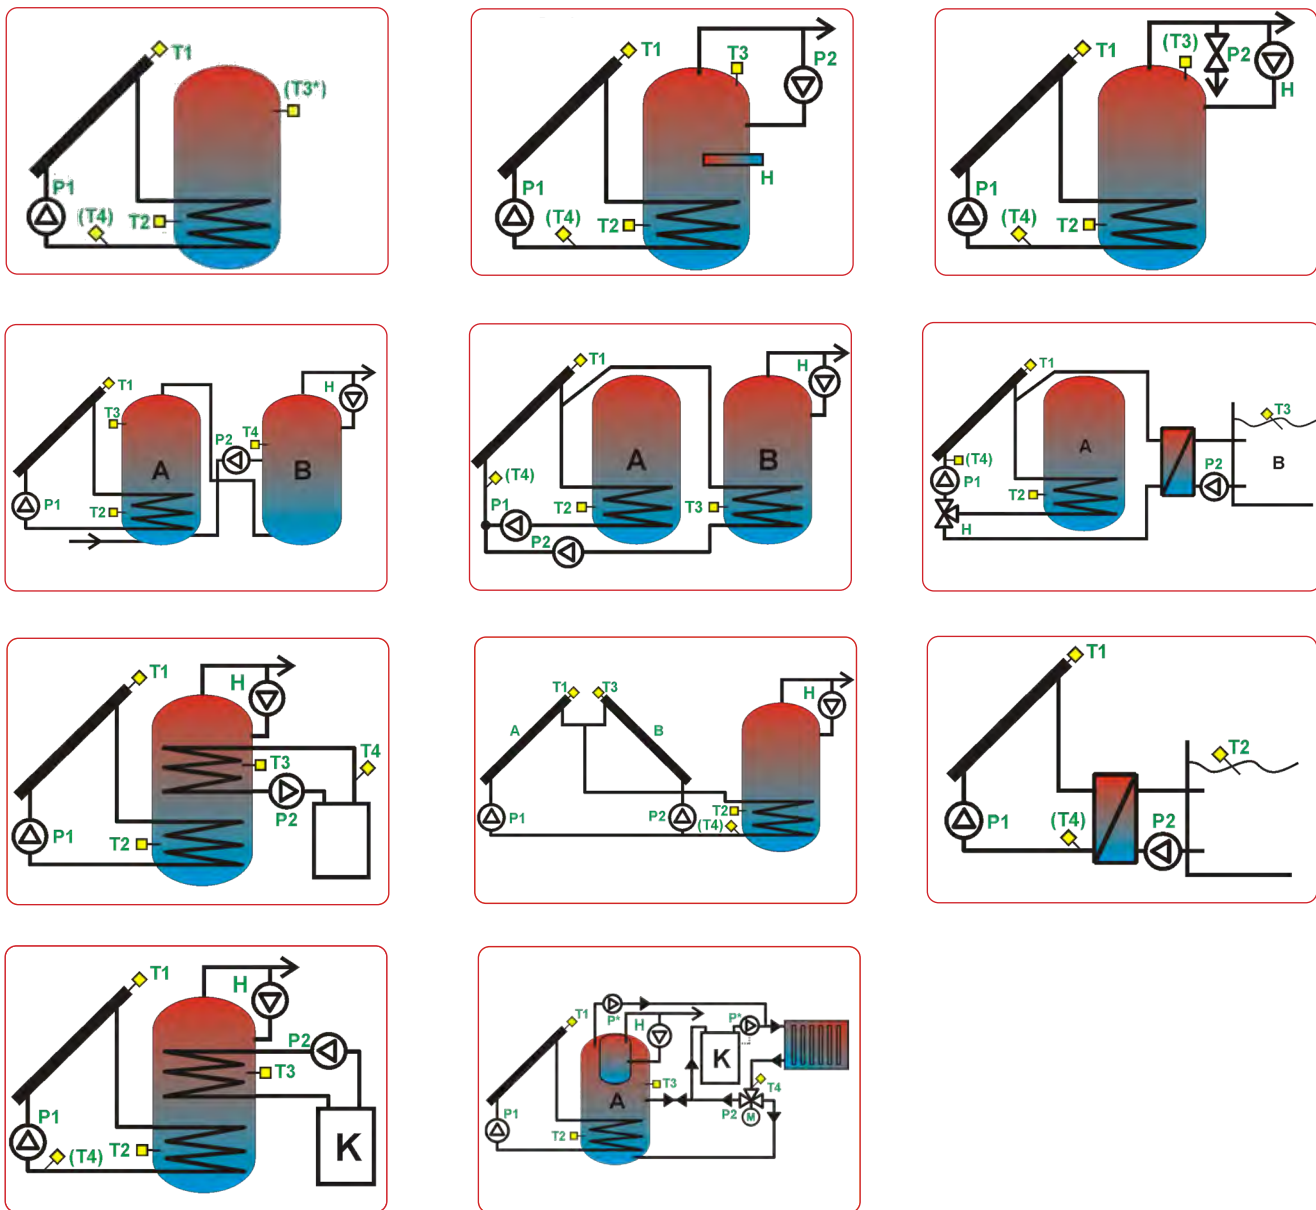 T1
(T3*)
P1
(T4)
T2
T1
T3
P2
H
P1
(T4)
T2
T1
(T3)
P2
H
P1
(T4)
T2
T1
T3
P2
T4
H
A
B
P1
T2
T1
H
A
B
(T4)
P1
T2
T3
P2
T1
T3
A
B
(T4)
P1
T2
P2
H
T1
H
T4
T3
P2
P1
T2
T1
T3
H
A
B
P1
P2
T2
(T4)
T1
T2
P1
(T4)
P2
T1
H
P2
T3
P1
T2
(T4)
K
T1
P*
H
P*
K
T3
T4
A
P1
P2
M
T2